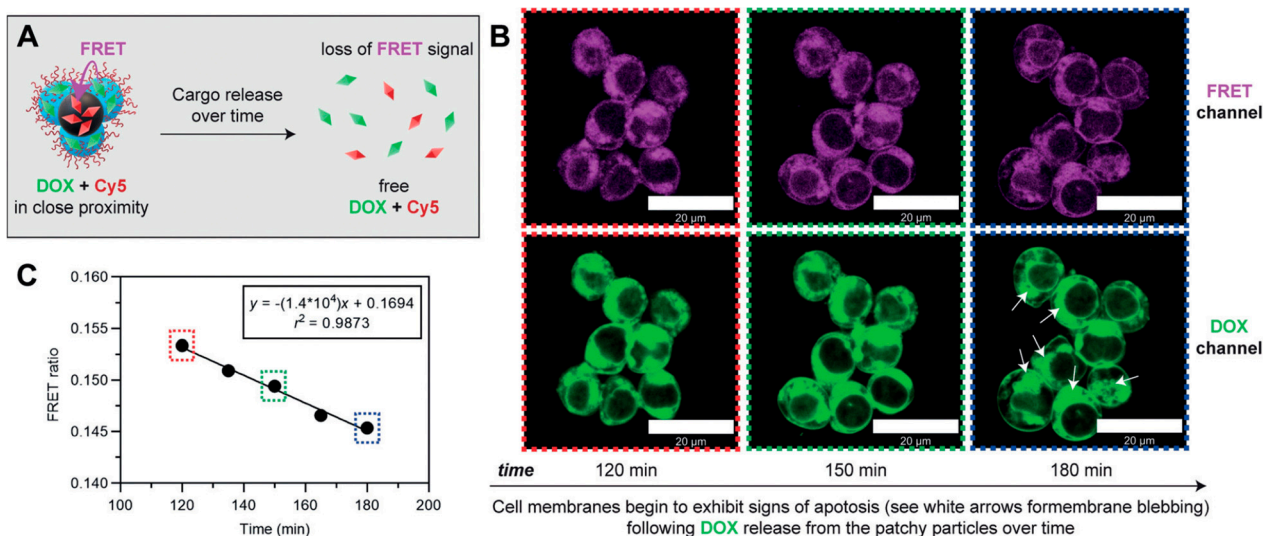 A
FRET
DOX + Cy5
in close proximity
Cargo release
over time
loss of FRET signal
free
DOX + Cy5
B
FRET
channel
20 µm
20 µm
20 µm
DOX
channel
20 µm
20 µm
20 µm
time
120 min
150 min
180 min
Cell membranes begin to exhibit signs of apotosis (see white arrows formembrane blebbing)
following DOX release from the patchy particles over time
C
y = -(1.4*10⁴)x + 0.1694
r² = 0.9873
FRET ratio
0.160
0.155
0.150
0.145
0.140
100
120
140
160
180
200
Time (min)